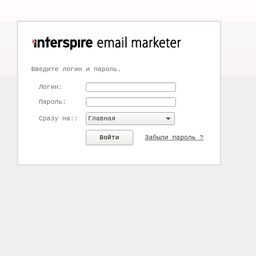 interspire email marketer
Введите логин и пароль.
Логин:
Пароль:
Сразу на:: Главная
Войти Забыли пароль ?